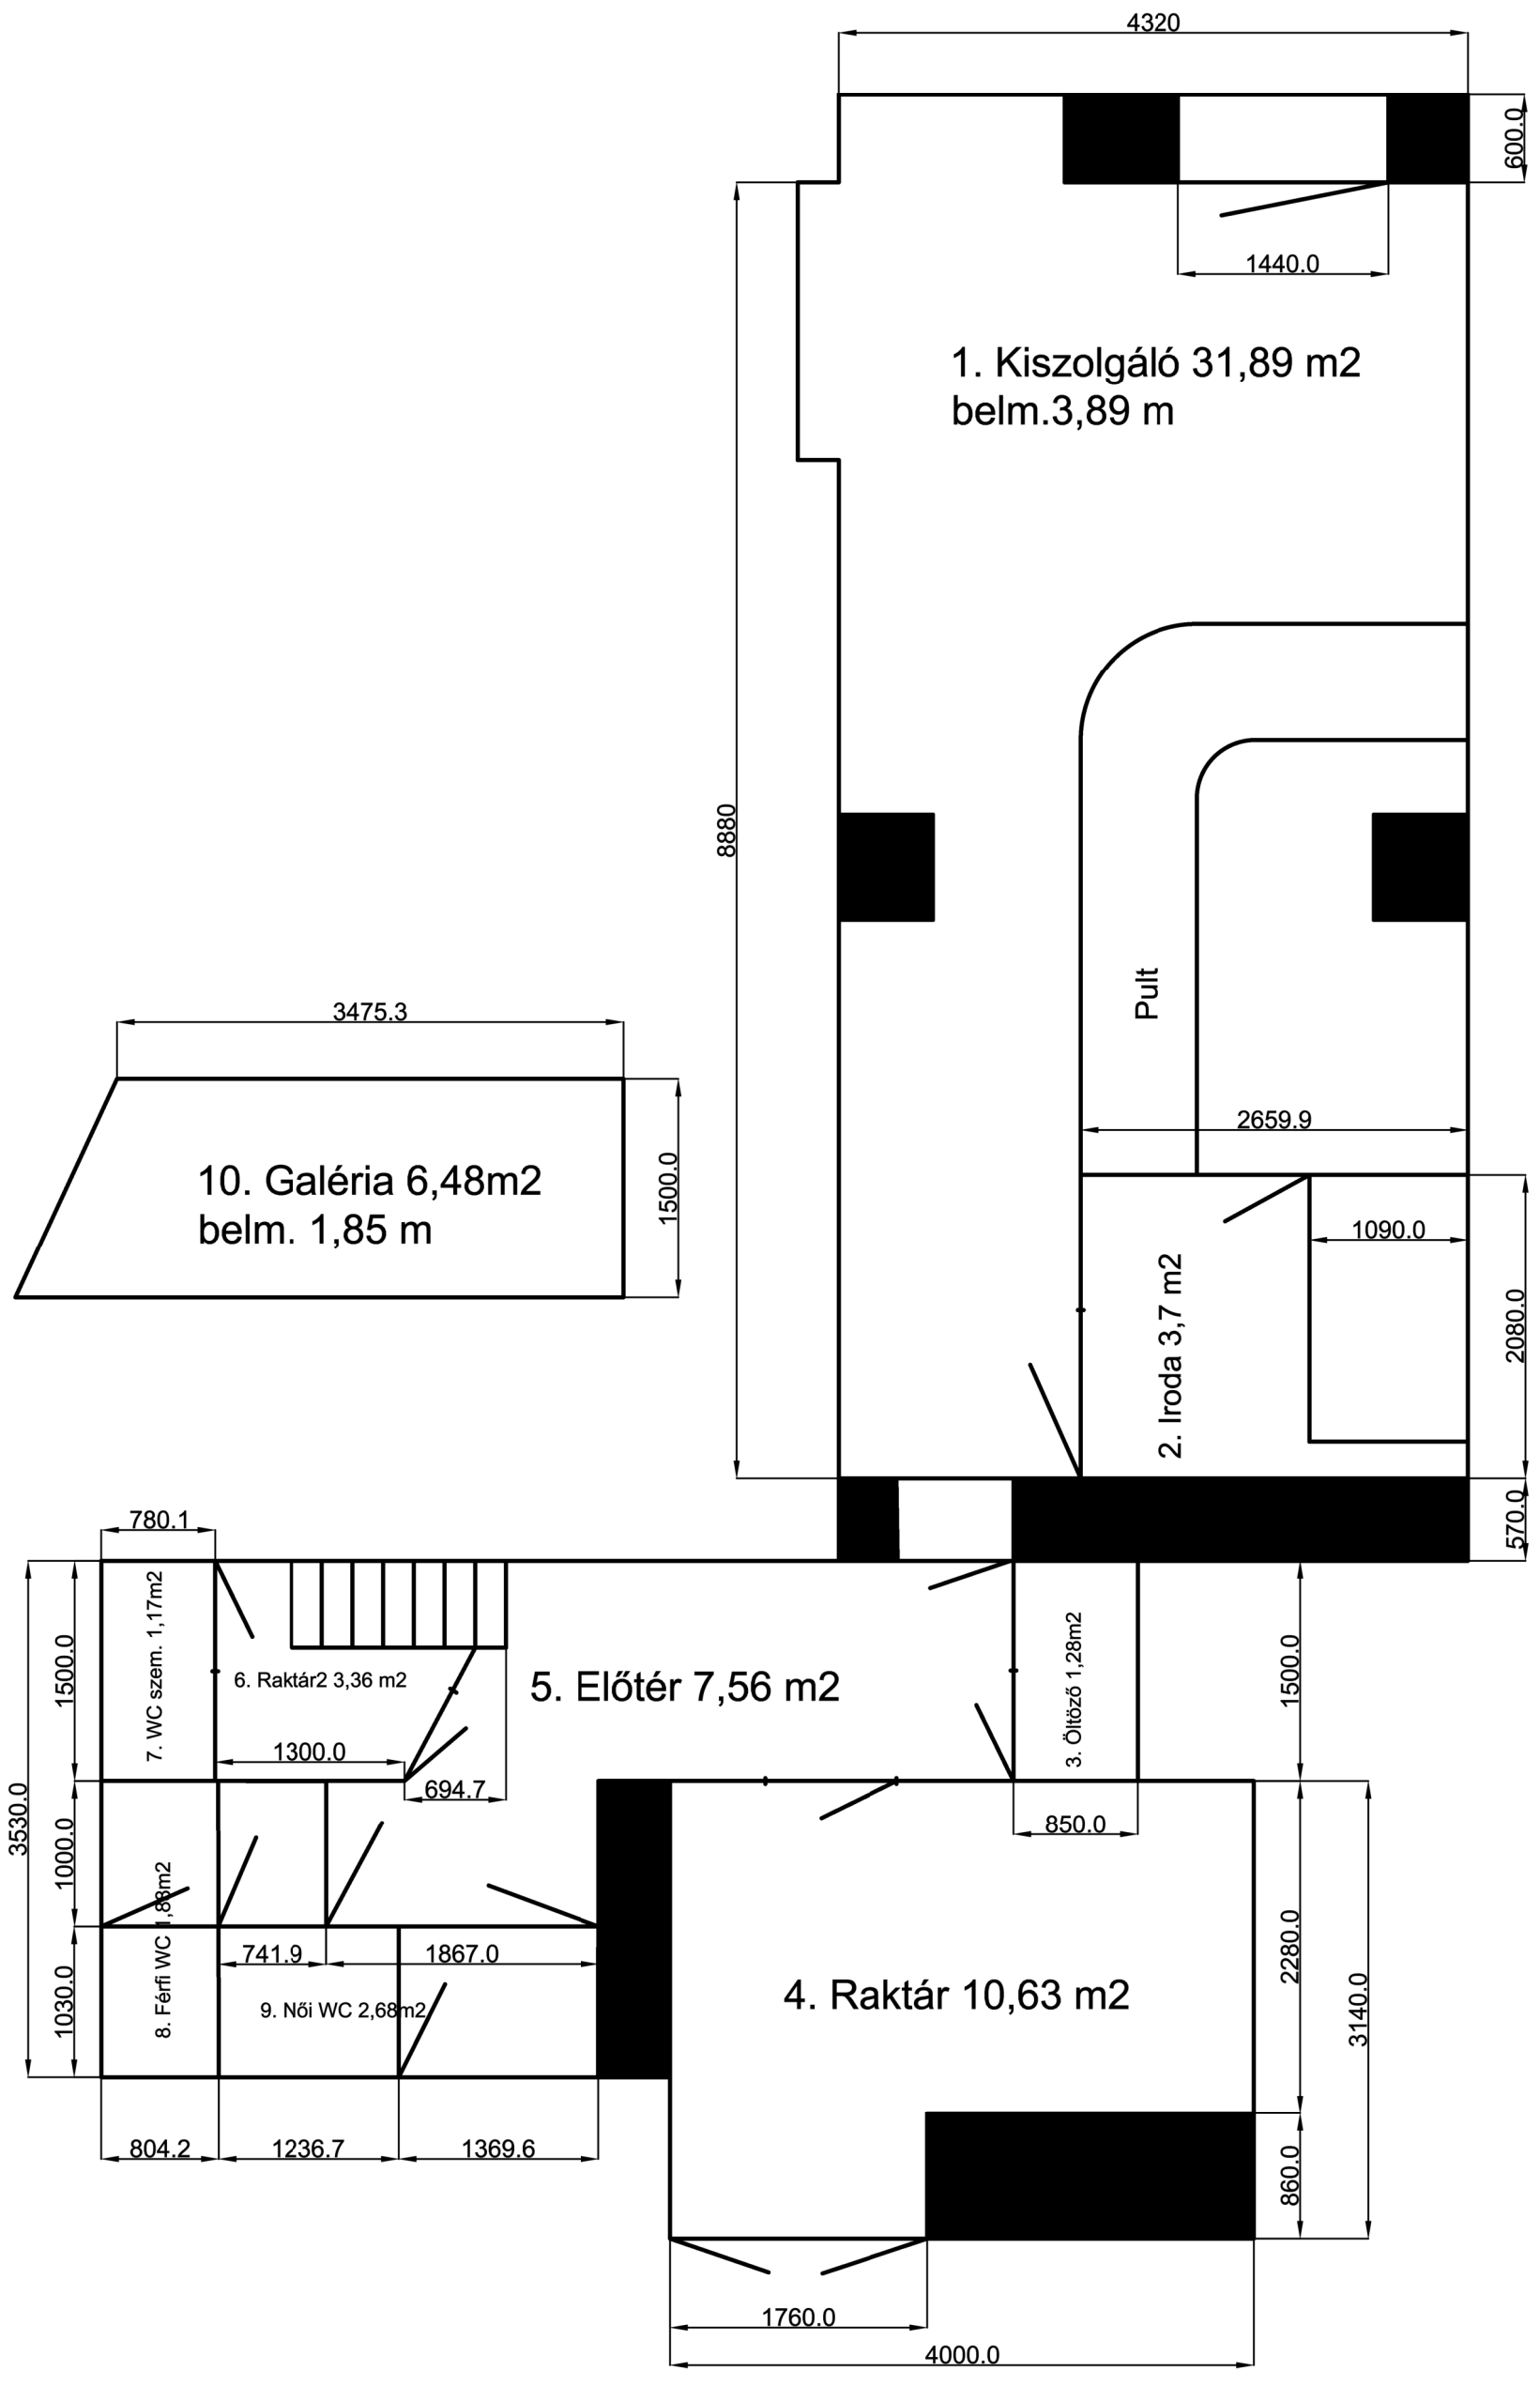 4320
600.0
1440.0
1. Kiszolgáló 31,89 m2
belm.3,89 m
8880
Pult
3475.3
10. Galéria 6,48m2
belm. 1,85 m
1500.0
2659.9
1090.0
2. Iroda 3,7 m2
2080.0
570.0
780.1
7. WC szem. 1,17m2
6. Raktár2 3,36 m2
5. Előtér 7,56 m2
3. Öltöző 1,28m2
1500.0
1500.0
1300.0
694.7
850.0
3530.0
1000.0
8. Férfi WC 1,83m2
741.9
1867.0
1030.0
9. Női WC 2,68m2
4. Raktár 10,63 m2
2280.0
3140.0
804.2
1236.7
1369.6
860.0
1760.0
4000.0